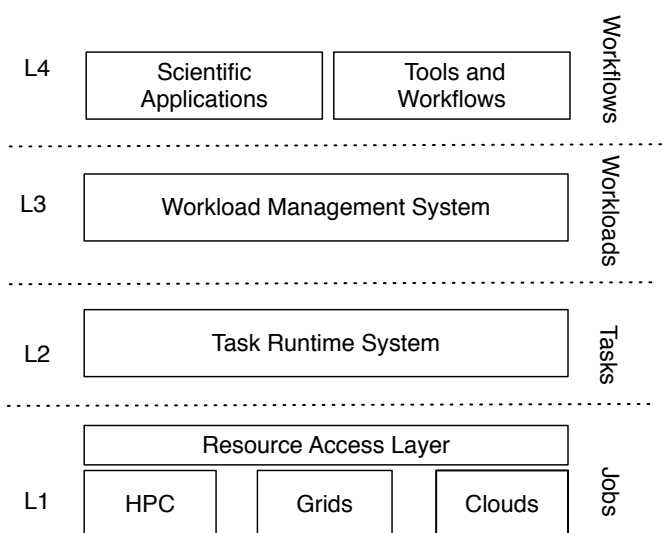 L4
Scientific
Applications
Tools and
Workflows
Workflows
L3
Workload Management System
Workloads
L2
Task Runtime System
Tasks
L1
Resource Access Layer
HPC
Grids
Clouds
Jobs